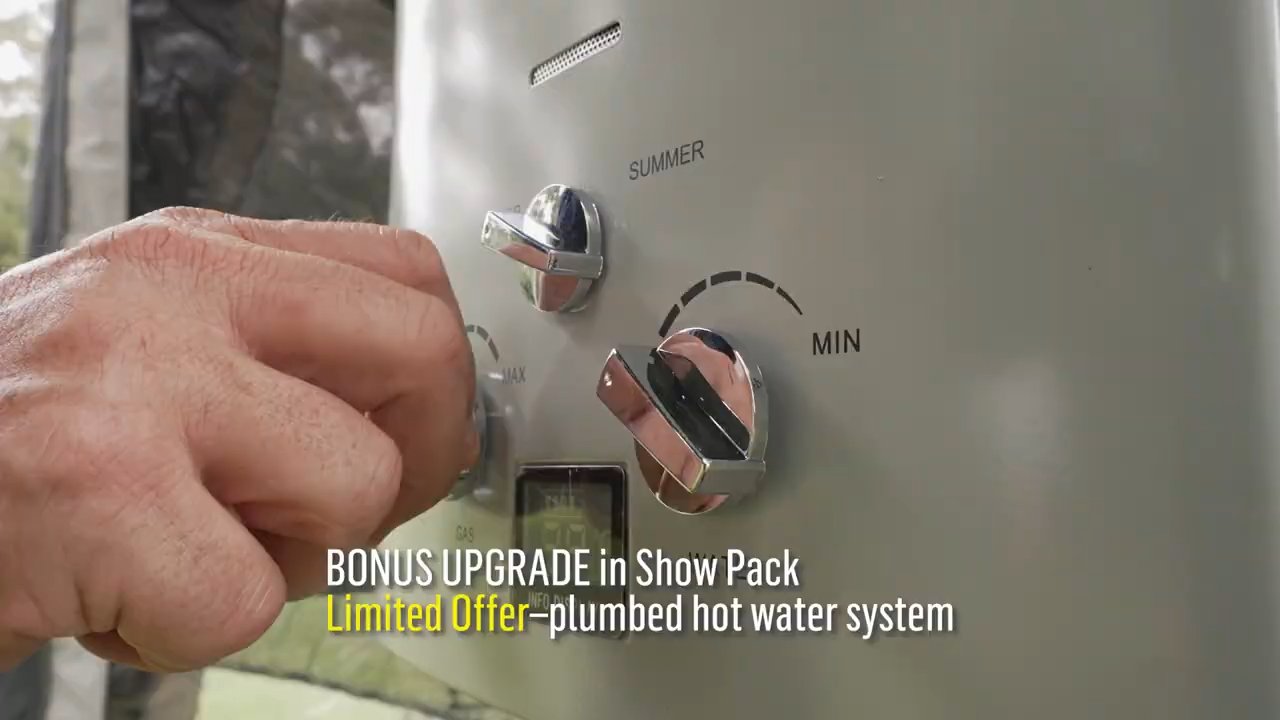 SUMMER
MIN
MAX
GAS
BONUS UPGRADE in Show Pack
Limited Offer–plumbed hot water system